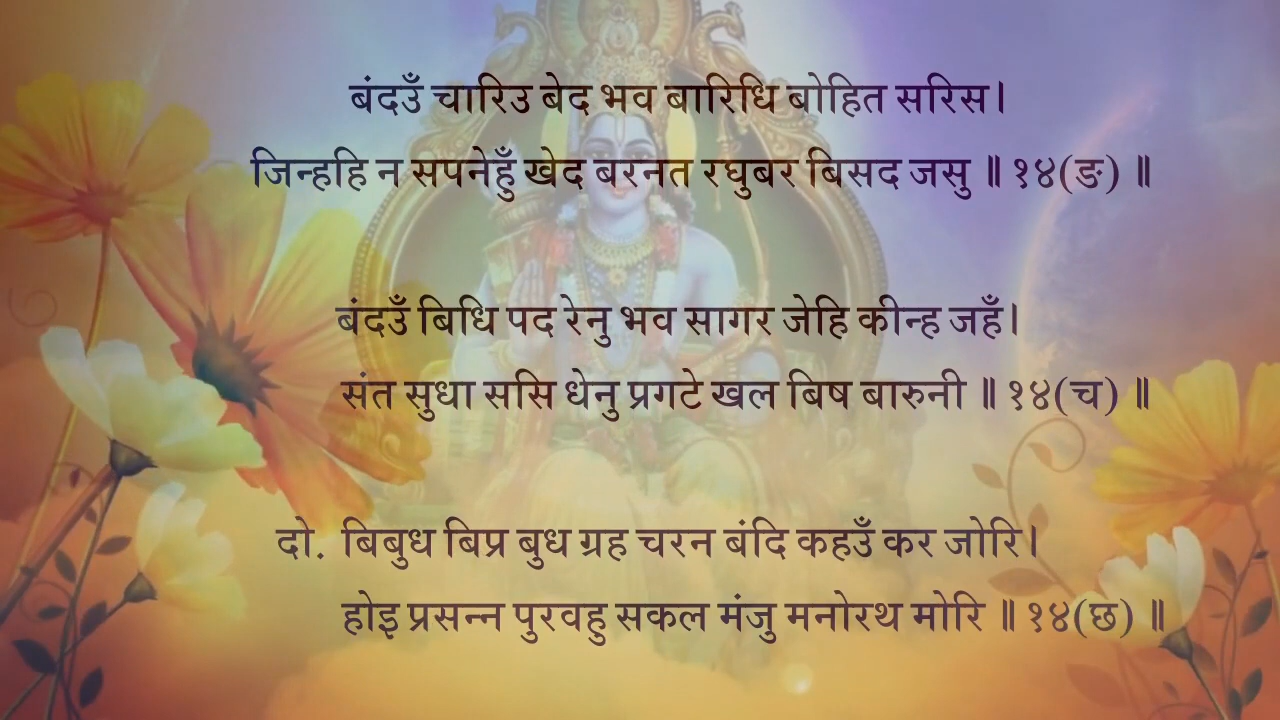 बंदउँ चारिउ बेद भव बारिधि बोहित सरिस।
जिन्हहि न सपनेहुँ खेद बरनत रघुबर बिसद जसु ॥ १४(ङ) ॥
बंदउँ बिधि पद रेनु भव सागर जेहि कीन्ह जहँ।
संत सुधा ससि धेनु प्रगटे खल बिष बारुनी ॥ १४(च) ॥
दो. बिबुध बिप्र बुध ग्रह चरन बंदि कहउँ कर जोरि।
होइ प्रसन्न पुरवहु सकल मंजु मनोरथ मोरि ॥ १४(छ) ॥